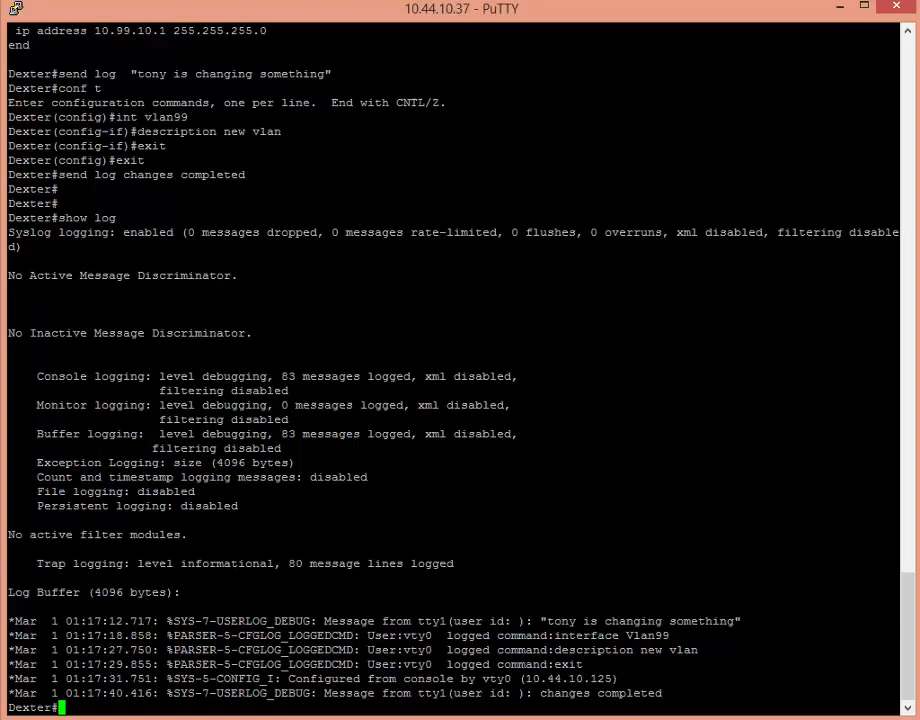 10.44.10.37 - PuTTY
ip address 10.99.10.1 255.255.255.0
end
Dexter#send log  "tony is changing something"
Dexter#conf t
Enter configuration commands, one per line.  End with CNTL/Z.
Dexter(config)#int vlan99
Dexter(config-if)#description new vlan
Dexter(config-if)#exit
Dexter(config)#exit
Dexter#send log changes completed
Dexter#
Dexter#
Dexter#show log
Syslog logging: enabled (0 messages dropped, 0 messages rate-limited, 0 flushes, 0 overruns, xml disabled, filtering disable
d)
No Active Message Discriminator.
No Inactive Message Discriminator.
Console logging: level debugging, 83 messages logged, xml disabled,
filtering disabled
Monitor logging: level debugging, 0 messages logged, xml disabled,
filtering disabled
Buffer logging:  level debugging, 83 messages logged, xml disabled,
filtering disabled
Exception Logging: size (4096 bytes)
Count and timestamp logging messages: disabled
File logging: disabled
Persistent logging: disabled
No active filter modules.
Trap logging: level informational, 80 message lines logged
Log Buffer (4096 bytes):
*Mar  1 01:17:12.717: %SYS-7-USERLOG_DEBUG: Message from tty1(user id: ): "tony is changing something"
*Mar  1 01:17:18.858: %PARSER-5-CFGLOG_LOGGEDCMD: User:vty0  logged command:interface Vlan99
*Mar  1 01:17:27.750: %PARSER-5-CFGLOG_LOGGEDCMD: User:vty0  logged command:description new vlan
*Mar  1 01:17:29.855: %PARSER-5-CFGLOG_LOGGEDCMD: User:vty0  logged command:exit
*Mar  1 01:17:31.751: %SYS-5-CONFIG_I: Configured from console by vty0 (10.44.10.125)
*Mar  1 01:17:40.416: %SYS-7-USERLOG_DEBUG: Message from tty1(user id: ): changes completed
Dexter#